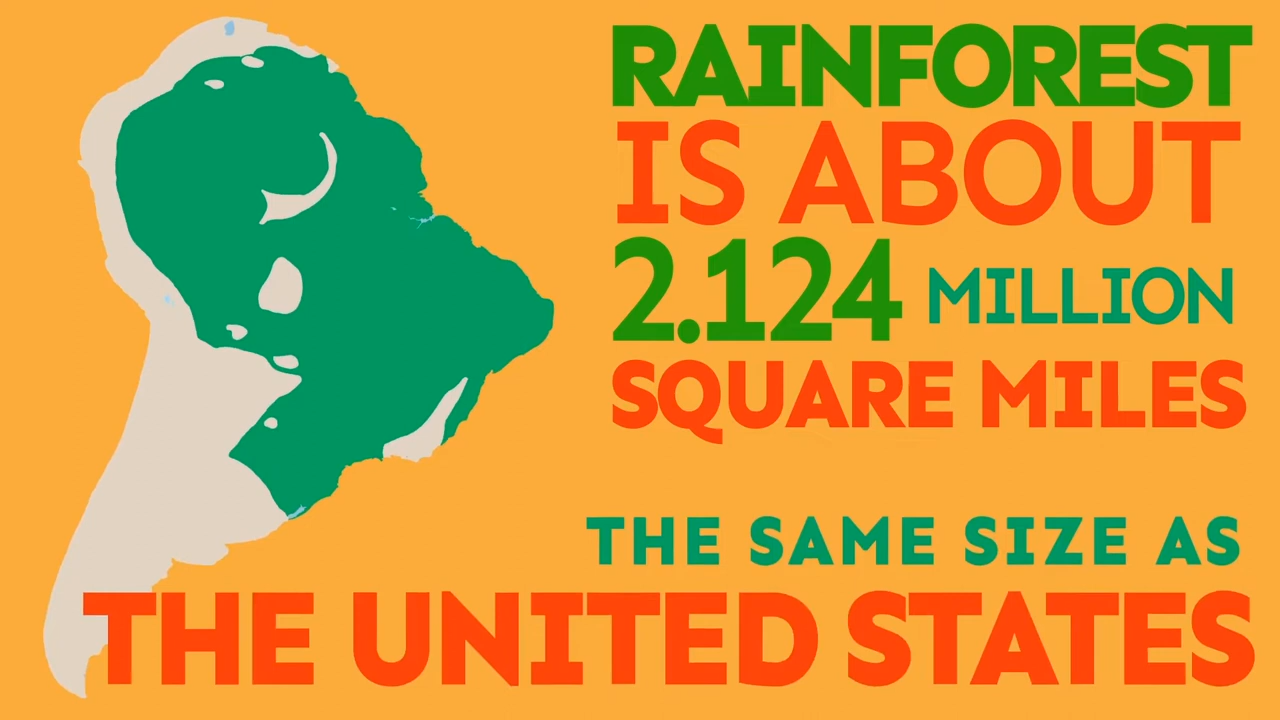 RAINFOREST
IS ABOUT
2.124 MILLION
SQUARE MILES
THE SAME SIZE AS
THE UNITED STATES